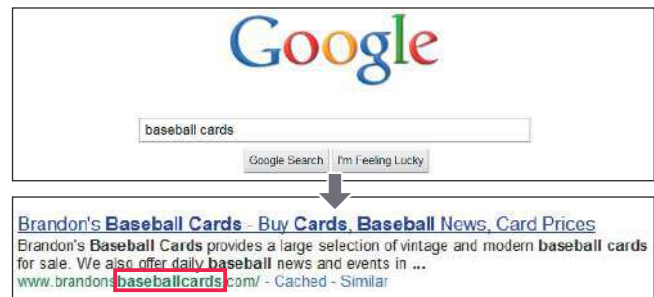 Google
baseball cards
Google Search I'm Feeling Lucky
Brandon's Baseball Cards - Buy Cards, Baseball News, Card Prices
Brandon's Baseball Cards provides a large selection of vintage and modern baseball cards
for sale. We also offer daily baseball news and events in ...
www.brandonsbaseballcards.com/ - Cached - Similar